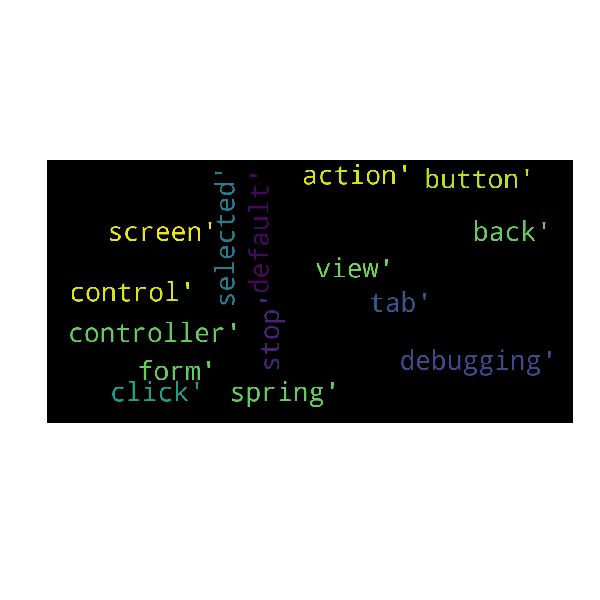 action'
button'
selected'
default'
screen'
back'
view'
control'
tab'
stop'
controller'
debugging'
form'
click'
spring'